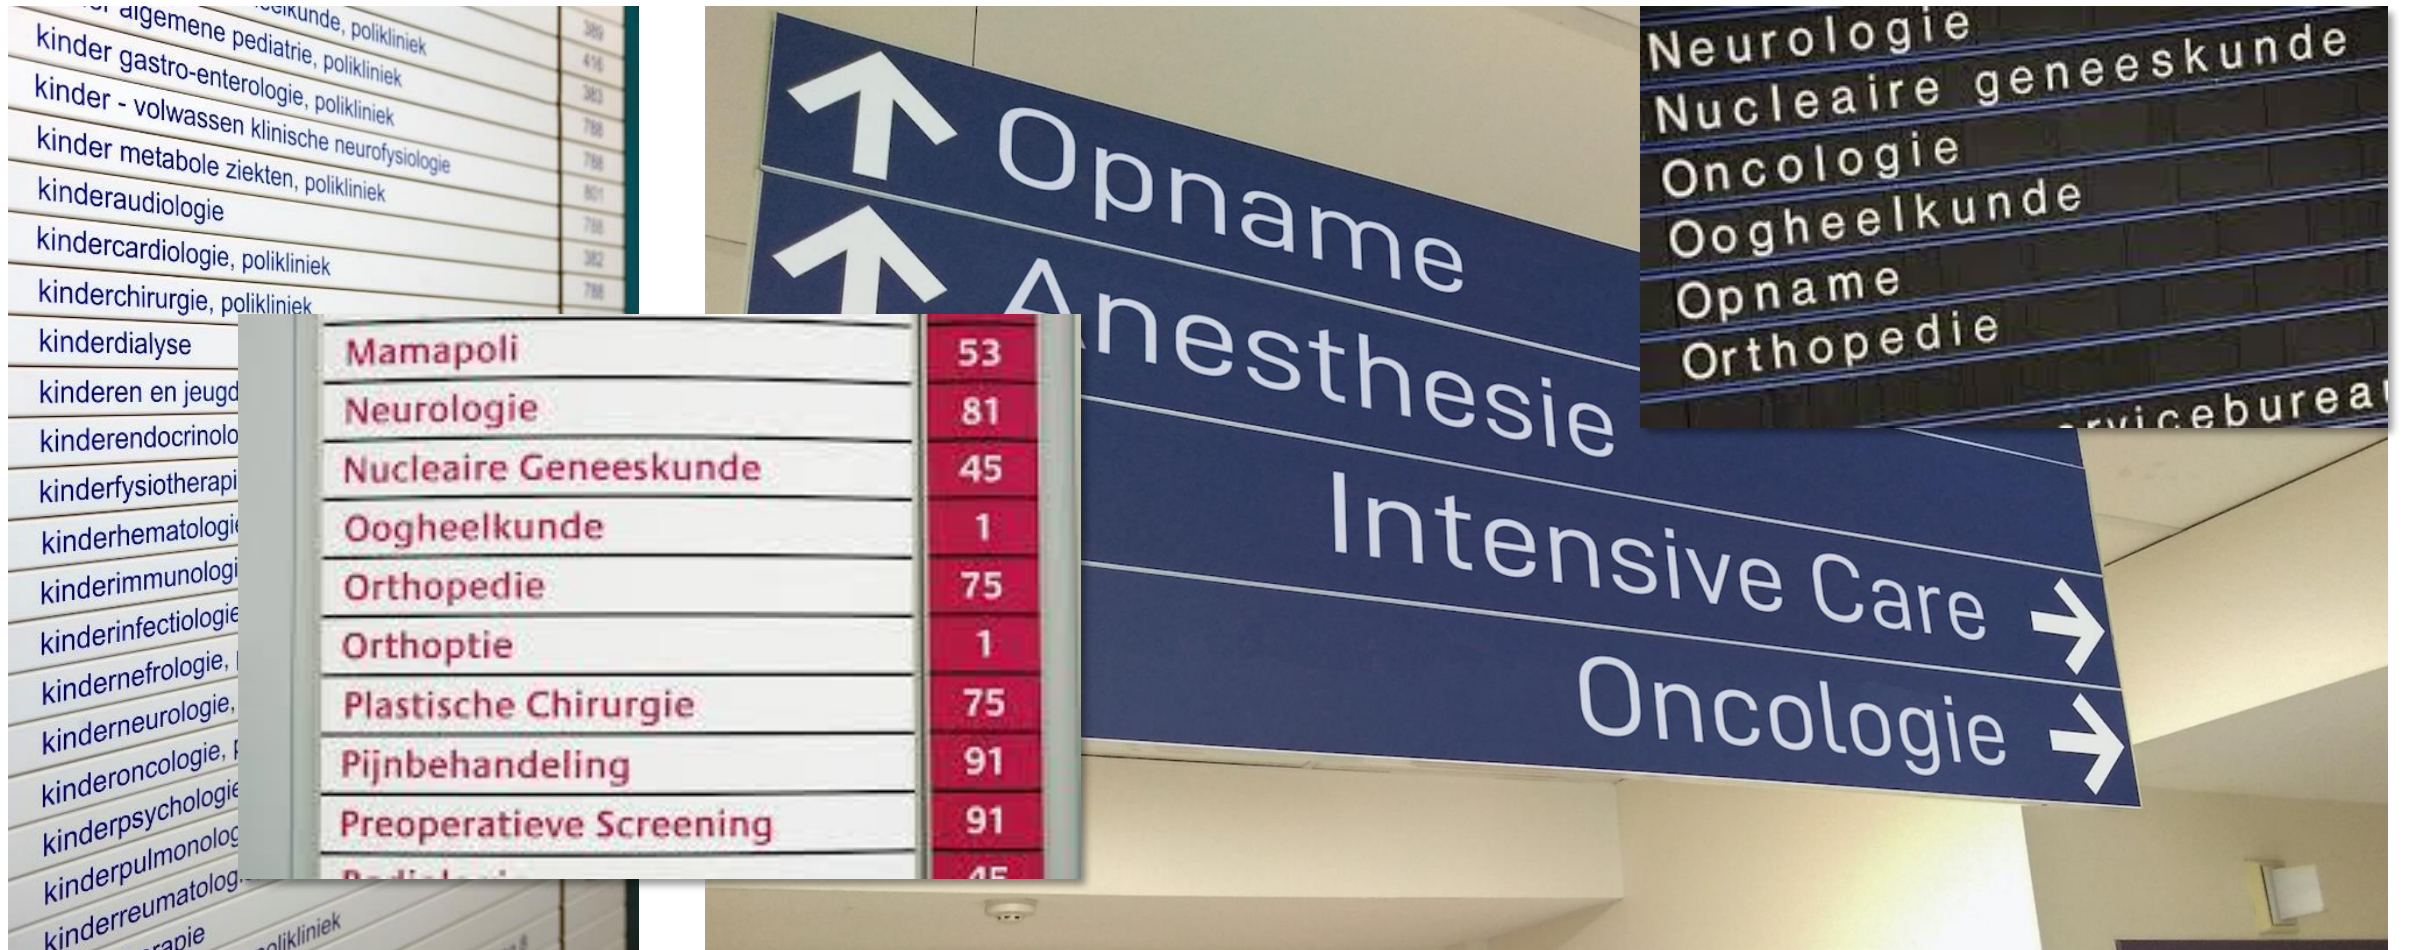 algemene pediatrie, polikliniek
kinder gastro-enterologie, polikliniek
kinder - volwassen klinische neurofysiologie
kinder metabole ziekten, polikliniek
kinderaudiologie
kindercardiologie, polikliniek
kinderchirurgie, polikliniek
kinderdialyse
kinderen en jeugd
kinderendocrinolo
kinderfysiotherapi
kinderhematologie
kinderimmunologi
kinderinfectiologie
kindernefrologie,
kinderneurologie,
kinderoncologie,
kinderpsychologie
kinderpulmonolog
kinderreumatolog
polikliniek
Mamapoli 53
Neurologie 81
Nucleaire Geneeskunde 45
Oogheelkunde 1
Orthopedie 75
Orthoptie 1
Plastische Chirurgie 75
Pijnbehandeling 91
Preoperatieve Screening 91
Opname
Anesthesie
Intensive Care
Oncologie
Neurologie
Nucleaire geneeskunde
Oncologie
Oogheelkunde
Opname
Orthopedie